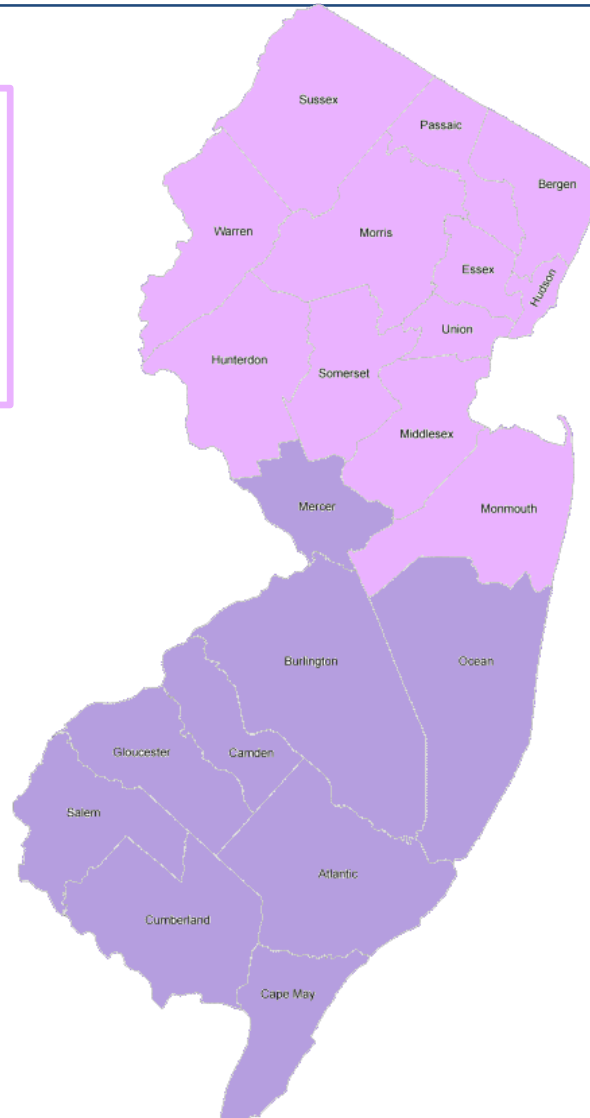 Sussex
Passaic
Bergen
Warren
Morris
Essex
Hudson
Union
Hunterdon
Somerset
Middlesex
Mercer
Monmouth
Burlington
Ocean
Gloucester
Camden
Salem
Atlantic
Cumberland
Cape May